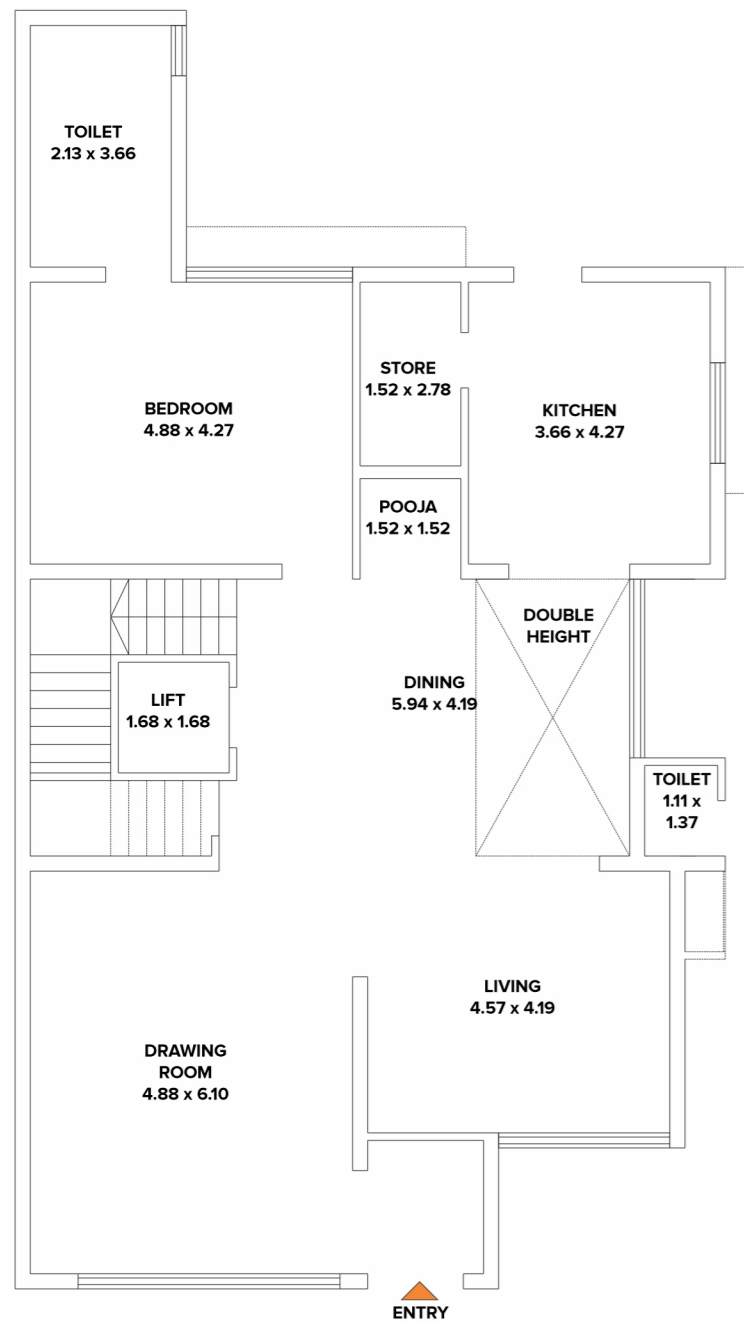 TOILET
2.13 x 3.66
STORE
1.52 x 2.78
BEDROOM
4.88 x 4.27
KITCHEN
3.66 x 4.27
POOJA
1.52 x 1.52
DOUBLE
HEIGHT
DINING
5.94 x 4.19
LIFT
1.68 x 1.68
TOILET
1.11 x
1.37
LIVING
4.57 x 4.19
DRAWING
ROOM
4.88 x 6.10
ENTRY